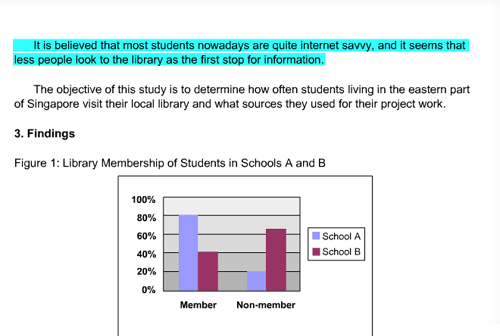 It is believed that most students nowadays are quite internet savvy, and it seems that
less people look to the library as the first stop for information.
The objective of this study is to determine how often students living in the eastern part
of Singapore visit their local library and what sources they used for their project work.
3. Findings
Figure 1: Library Membership of Students in Schools A and B
100%
80%
60%
40%
20%
0%
Member Non-member
School A
School B